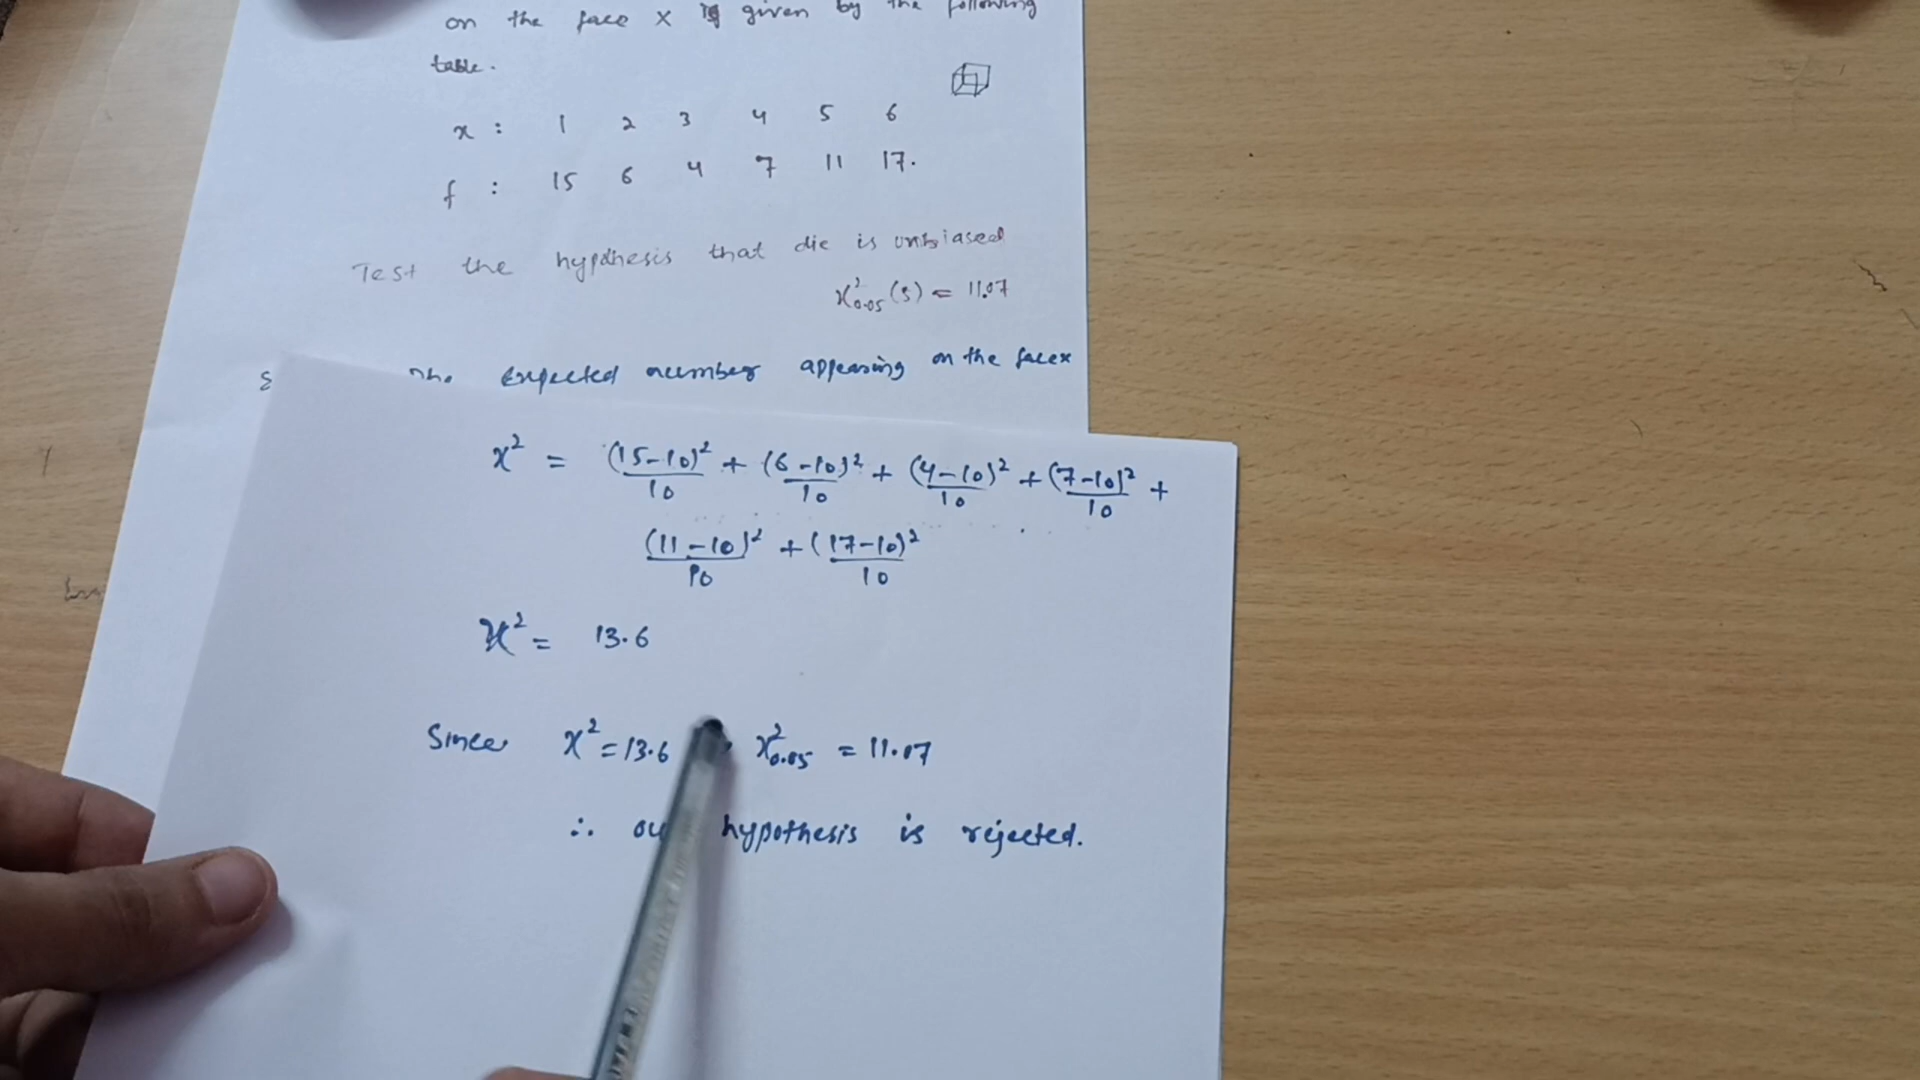 on the face X is given by the following
table.
x : 1 2 3 4 5 6
f : 15 6 4 7 11 17.
Test the hypothesis that die is unbiased
χ²0.05 (5) = 11.07
The Expected number appearing on the face x
χ² = (15-10)²/10 + (6-10)²/10 + (4-10)²/10 + (7-10)²/10 +
(11-10)²/10 + (17-10)²/10
χ² = 13.6
Since χ² = 13.6 χ²0.05 = 11.07
∴ hypothesis is rejected.